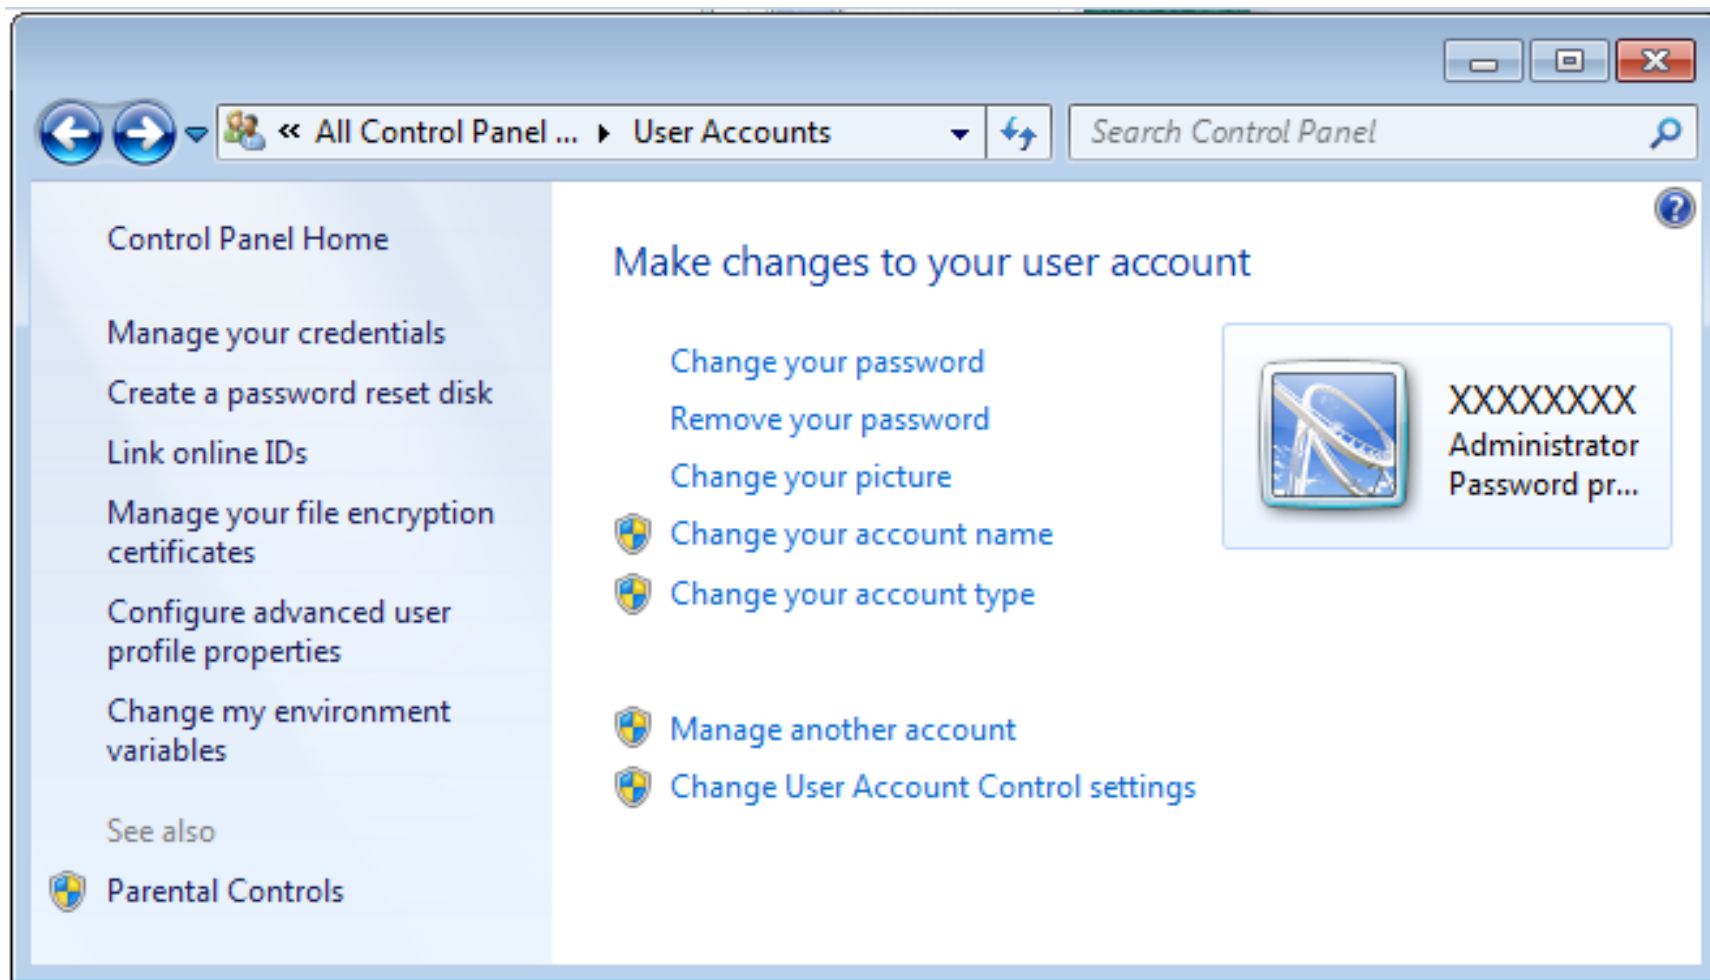 « All Control Panel ... ▸ User Accounts
Search Control Panel
Control Panel Home
Manage your credentials
Create a password reset disk
Link online IDs
Manage your file encryption
certificates
Configure advanced user
profile properties
Change my environment
variables
See also
Parental Controls
Make changes to your user account
Change your password
Remove your password
Change your picture
Change your account name
Change your account type
Manage another account
Change User Account Control settings
XXXXXXXX
Administrator
Password pr...